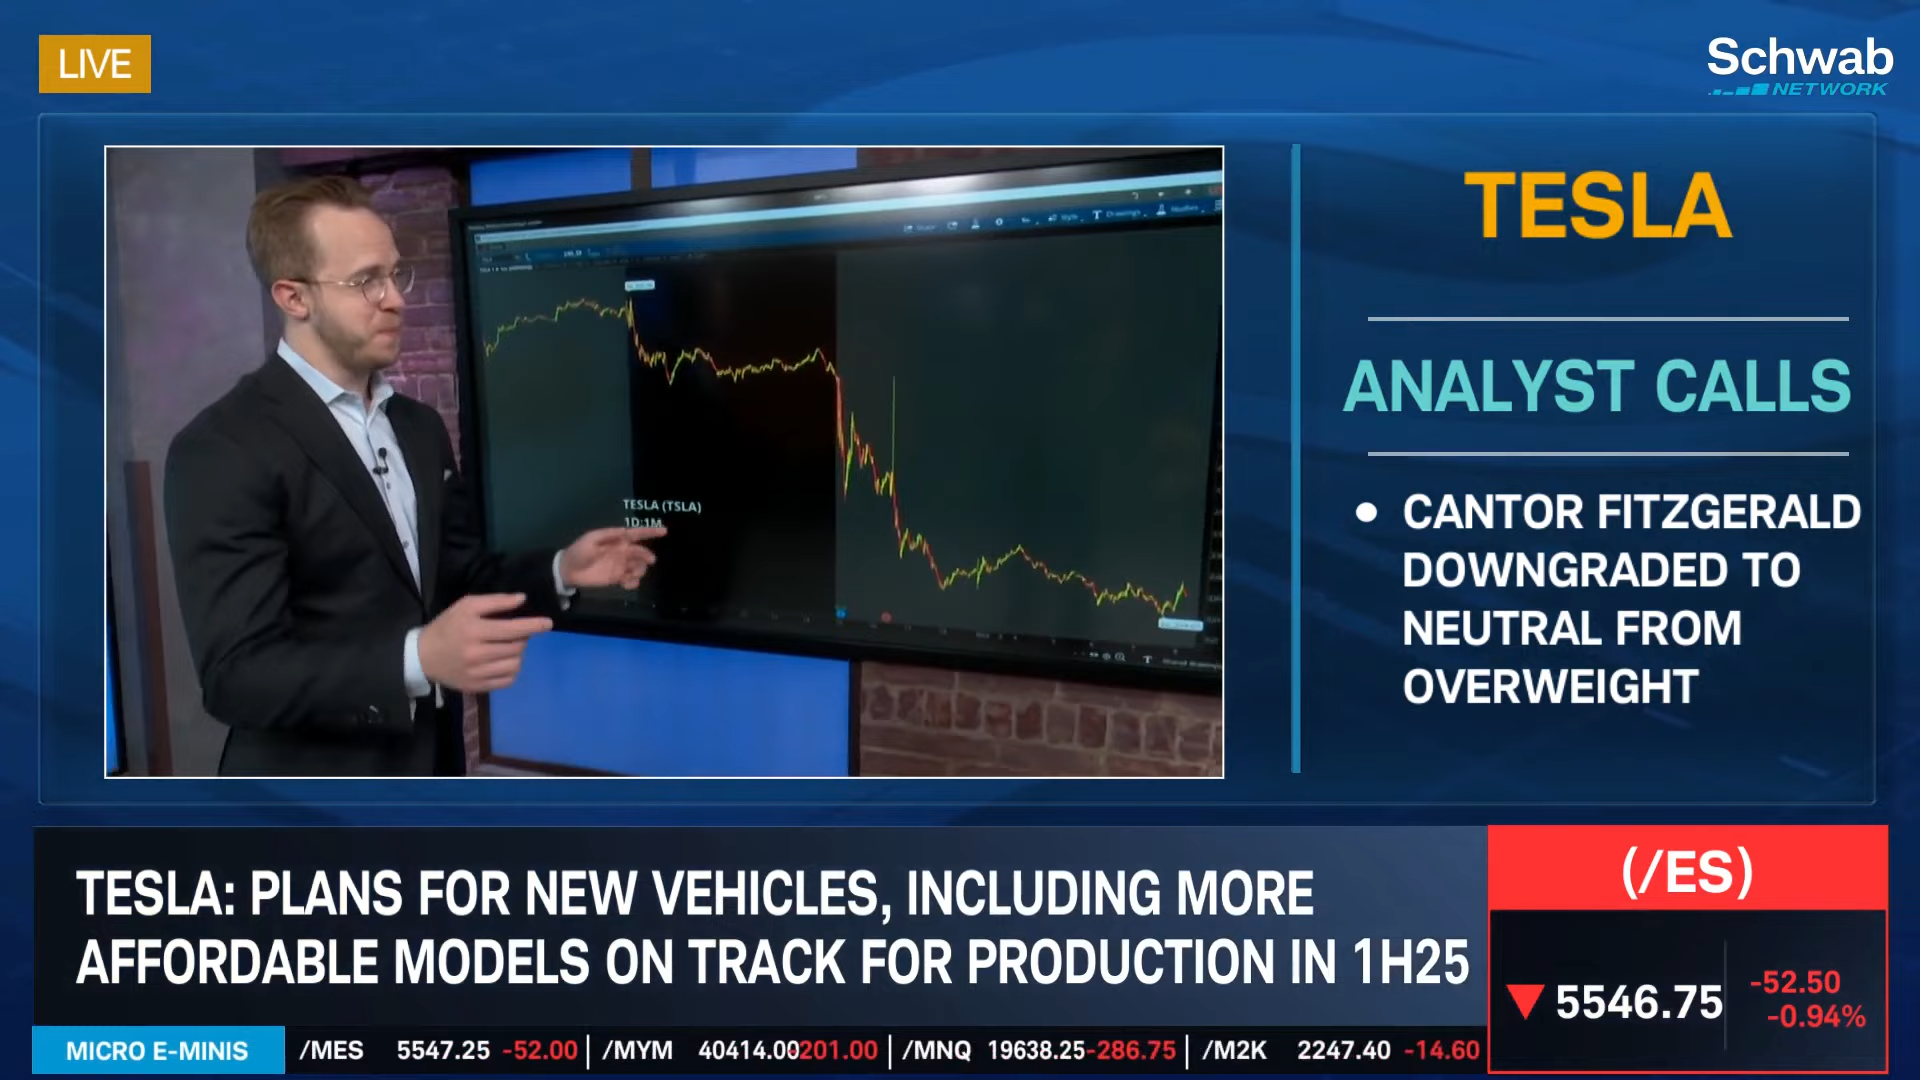 LIVE
Schwab
NETWORK
TESLA
ANALYST CALLS
• CANTOR FITZGERALD
DOWNGRADED TO
NEUTRAL FROM
OVERWEIGHT
TESLA (TSLA)
1D:1M
TESLA: PLANS FOR NEW VEHICLES, INCLUDING MORE
AFFORDABLE MODELS ON TRACK FOR PRODUCTION IN 1H25
(/ES)
▼ 5546.75 -52.50
-0.94%
MICRO E-MINIS /MES 5547.25 -52.00 | /MYM 40414.00 -201.00 | /MNQ 19638.25 -286.75 | /M2K 2247.40 -14.60